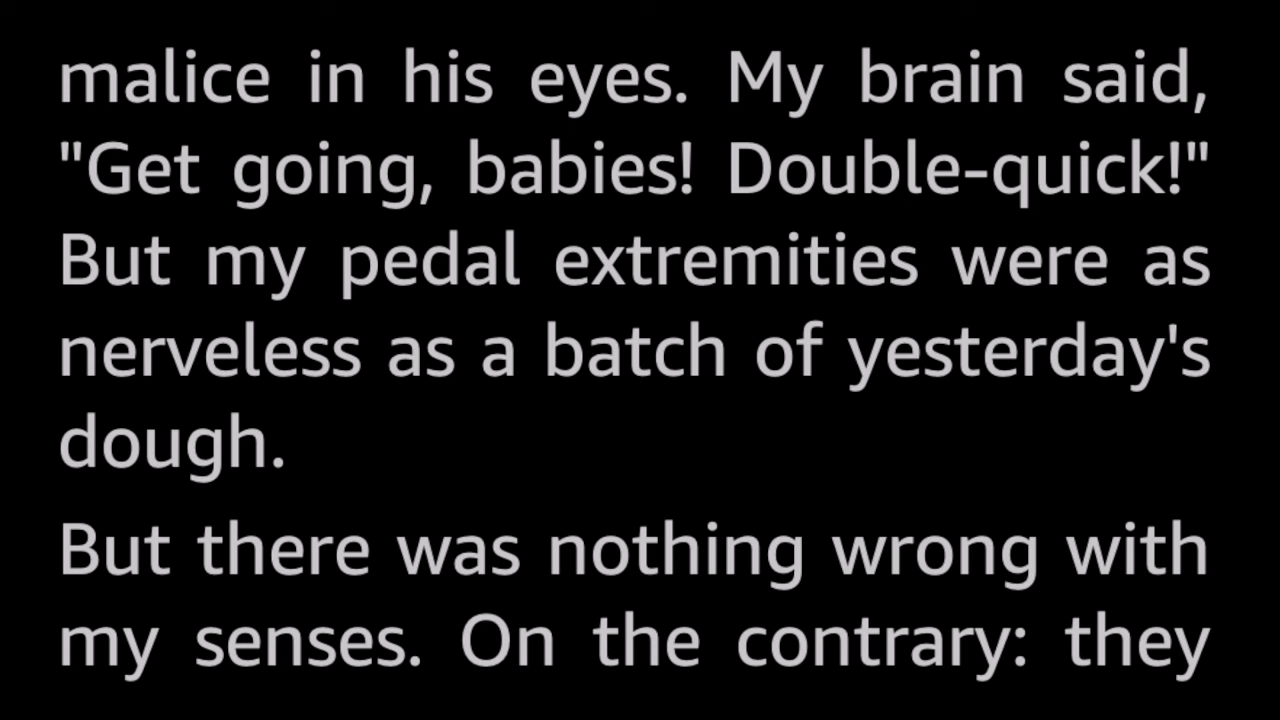 malice in his eyes. My brain said,
"Get going, babies! Double-quick!"
But my pedal extremities were as
nerveless as a batch of yesterday's
dough.
But there was nothing wrong with
my senses. On the contrary: they